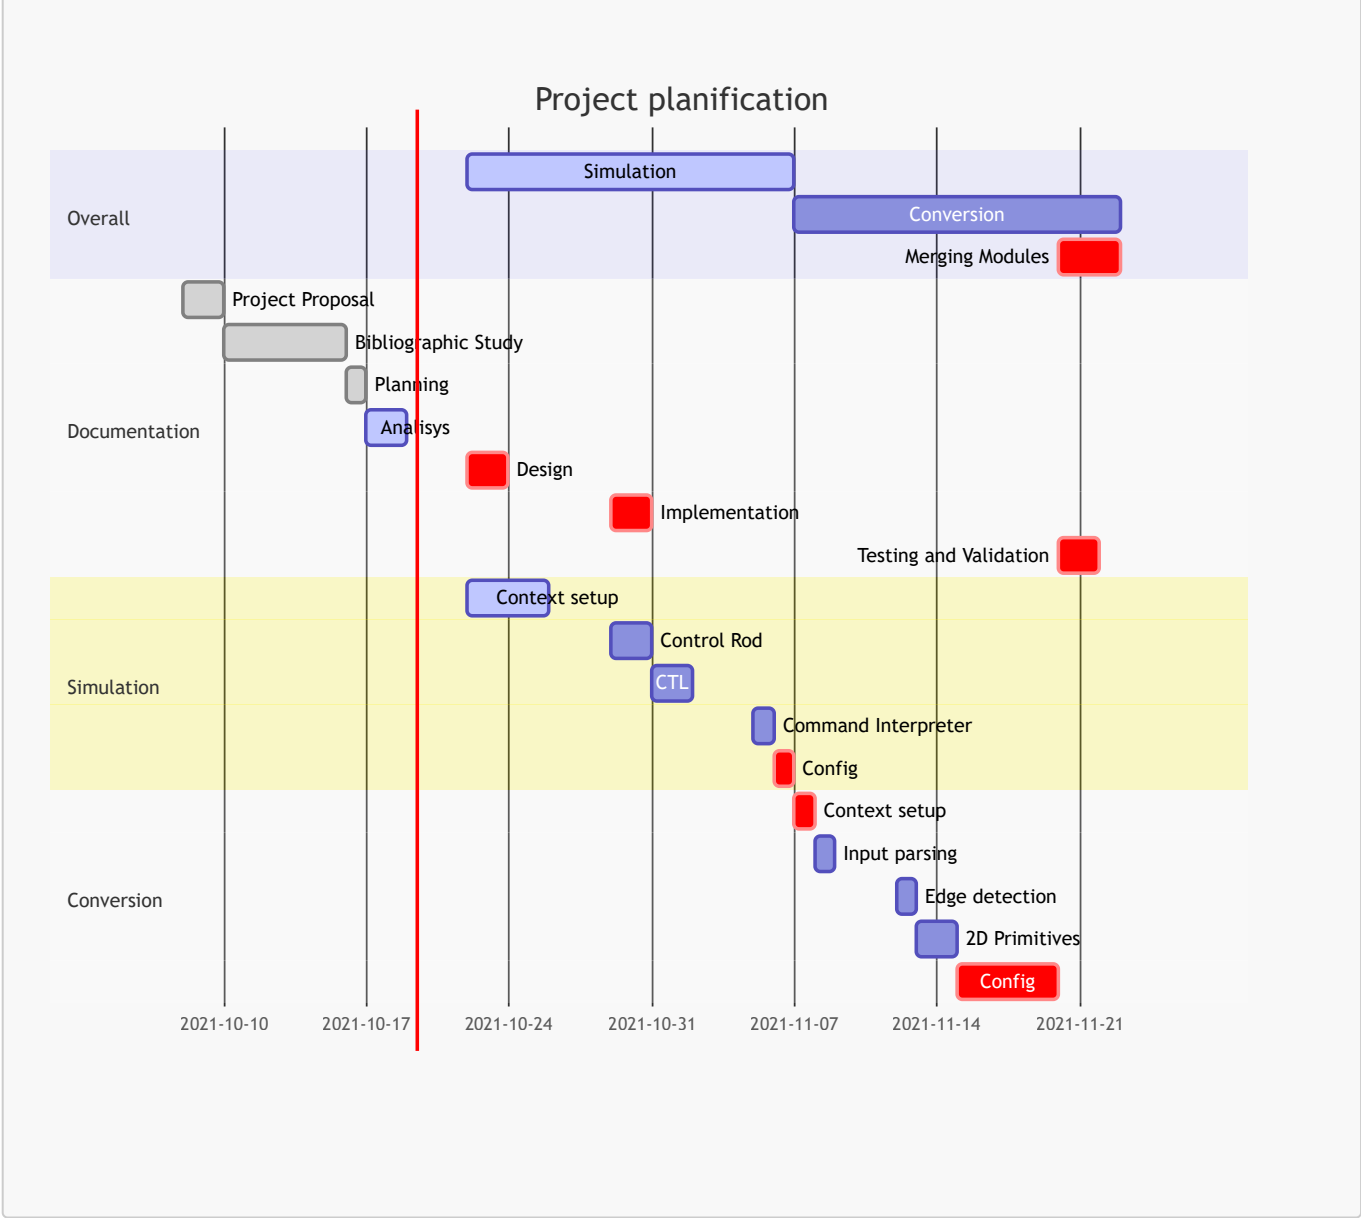 Project planification
Overall
Simulation
Conversion
Merging Modules
Documentation
Project Proposal
Bibliographic Study
Planning
Analisys
Design
Implementation
Testing and Validation
Simulation
Context setup
Control Rod
CTL
Command Interpreter
Config
Conversion
Context setup
Input parsing
Edge detection
2D Primitives
Config
2021-10-10 2021-10-17 2021-10-24 2021-10-31 2021-11-07 2021-11-14 2021-11-21